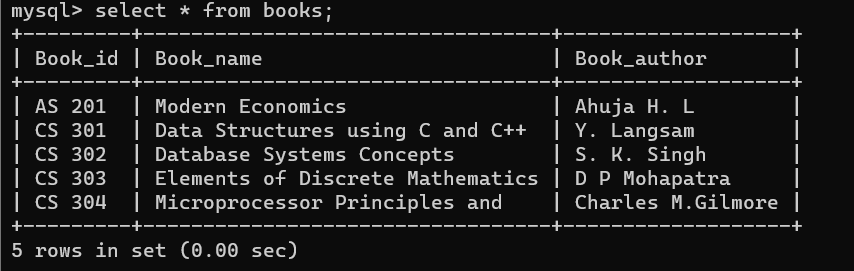 mysql> select * from books;
+---------+-------------------------------+------------------+
| Book_id | Book_name                     | Book_author      |
+---------+-------------------------------+------------------+
| AS 201  | Modern Economics              | Ahuja H. L       |
| CS 301  | Data Structures using C and C++ | Y. Langsam       |
| CS 302  | Database Systems Concepts     | S. K. Singh      |
| CS 303  | Elements of Discrete Mathematics | D P Mohapatra    |
| CS 304  | Microprocessor Principles and | Charles M.Gilmore |
+---------+-------------------------------+------------------+
5 rows in set (0.00 sec)